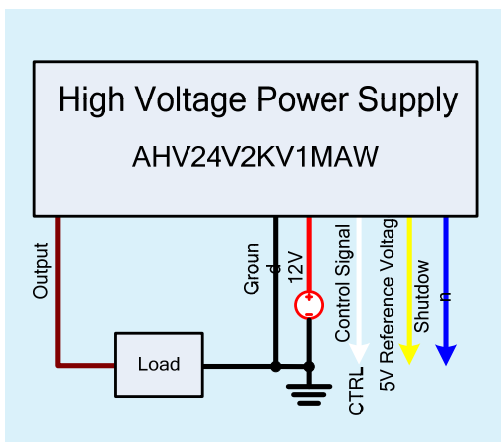 High Voltage Power Supply
AHV24V2KV1MAW
Output
Groun
d
12V
Control Signal
CTRL
5V Reference Voltag
Shutdow
n
Load